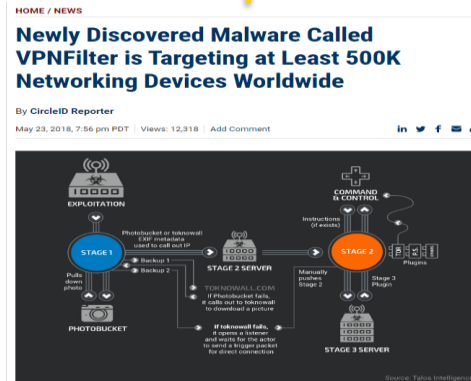 HOME / NEWS
Newly Discovered Malware Called
VPNFilter is Targeting at Least 500K
Networking Devices Worldwide
By CircleID Reporter
May 23, 2018, 7:56 pm PDT | Views: 12,318 | Add Comment
EXPLOITATION
COMMAND
& CONTROL
Photobucket or toknowall
EXIF metadata
used to call out IP
Instructions
(if exists)
STAGE 1
STAGE 2 SERVER
STAGE 2
TOR
P.S.
Plugins
Backup 1
Backup 2
Pulls
down
photo
Manually
pushes
Stage 2
Stage 3
Plugin
TOKNOWALL.COM
If Photobucket fails,
it calls out to toknowall
to download a picture
PHOTOBUCKET
If toknowall fails,
it opens a listener
and waits for the actor
to send a trigger packet
for direct connection
STAGE 3 SERVER
Source: Talos Intelligence